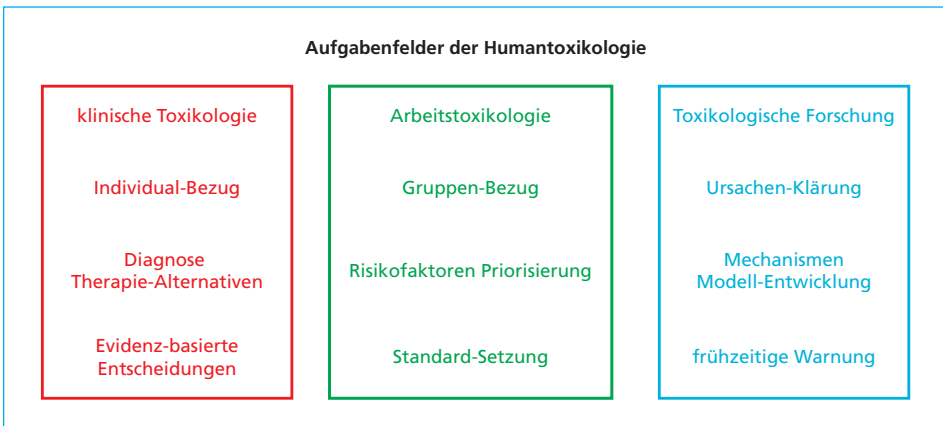 Aufgabenfelder der Humantoxikologie
klinische Toxikologie
Individual-Bezug
Diagnose
Therapie-Alternativen
Evidenz-basierte
Entscheidungen
Arbeitstoxikologie
Gruppen-Bezug
Risikofaktoren Priorisierung
Standard-Setzung
Toxikologische Forschung
Ursachen-Klärung
Mechanismen
Modell-Entwicklung
frühzeitige Warnung